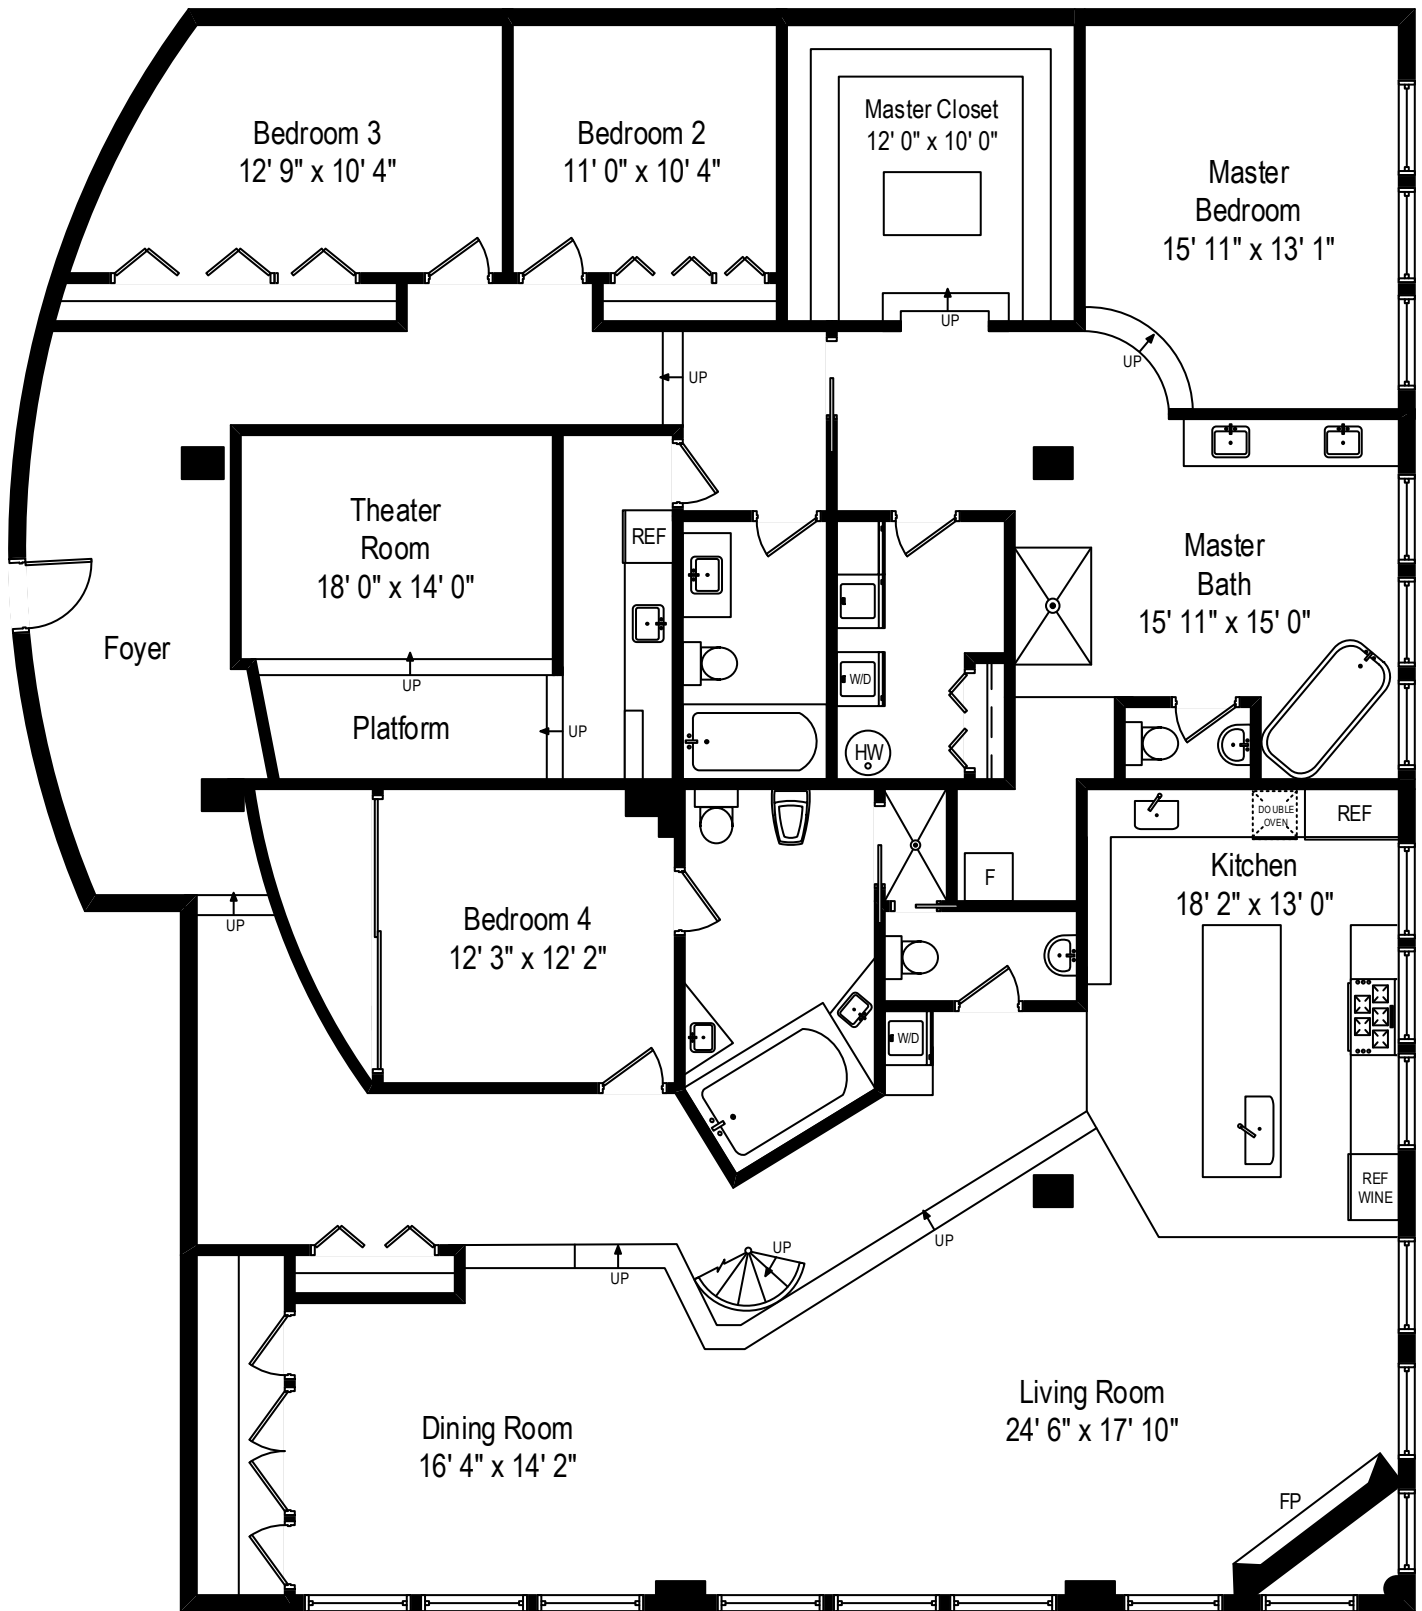 Bedroom 3
12' 9" x 10' 4"
Bedroom 2
11' 0" x 10' 4"
Master Closet
12' 0" x 10' 0"
UP
Master
Bedroom
15' 11" x 13' 1"
UP
UP
Theater
Room
18' 0" x 14' 0"
REF
Master
Bath
15' 11" x 15' 0"
Foyer
UP
W/D
Platform
UP
HW
DOUBLE
OVEN
REF
Kitchen
18' 2" x 13' 0"
F
Bedroom 4
12' 3" x 12' 2"
UP
W/D
REF
WINE
UP
UP
UP
Living Room
24' 6" x 17' 10"
Dining Room
16' 4" x 14' 2"
FP